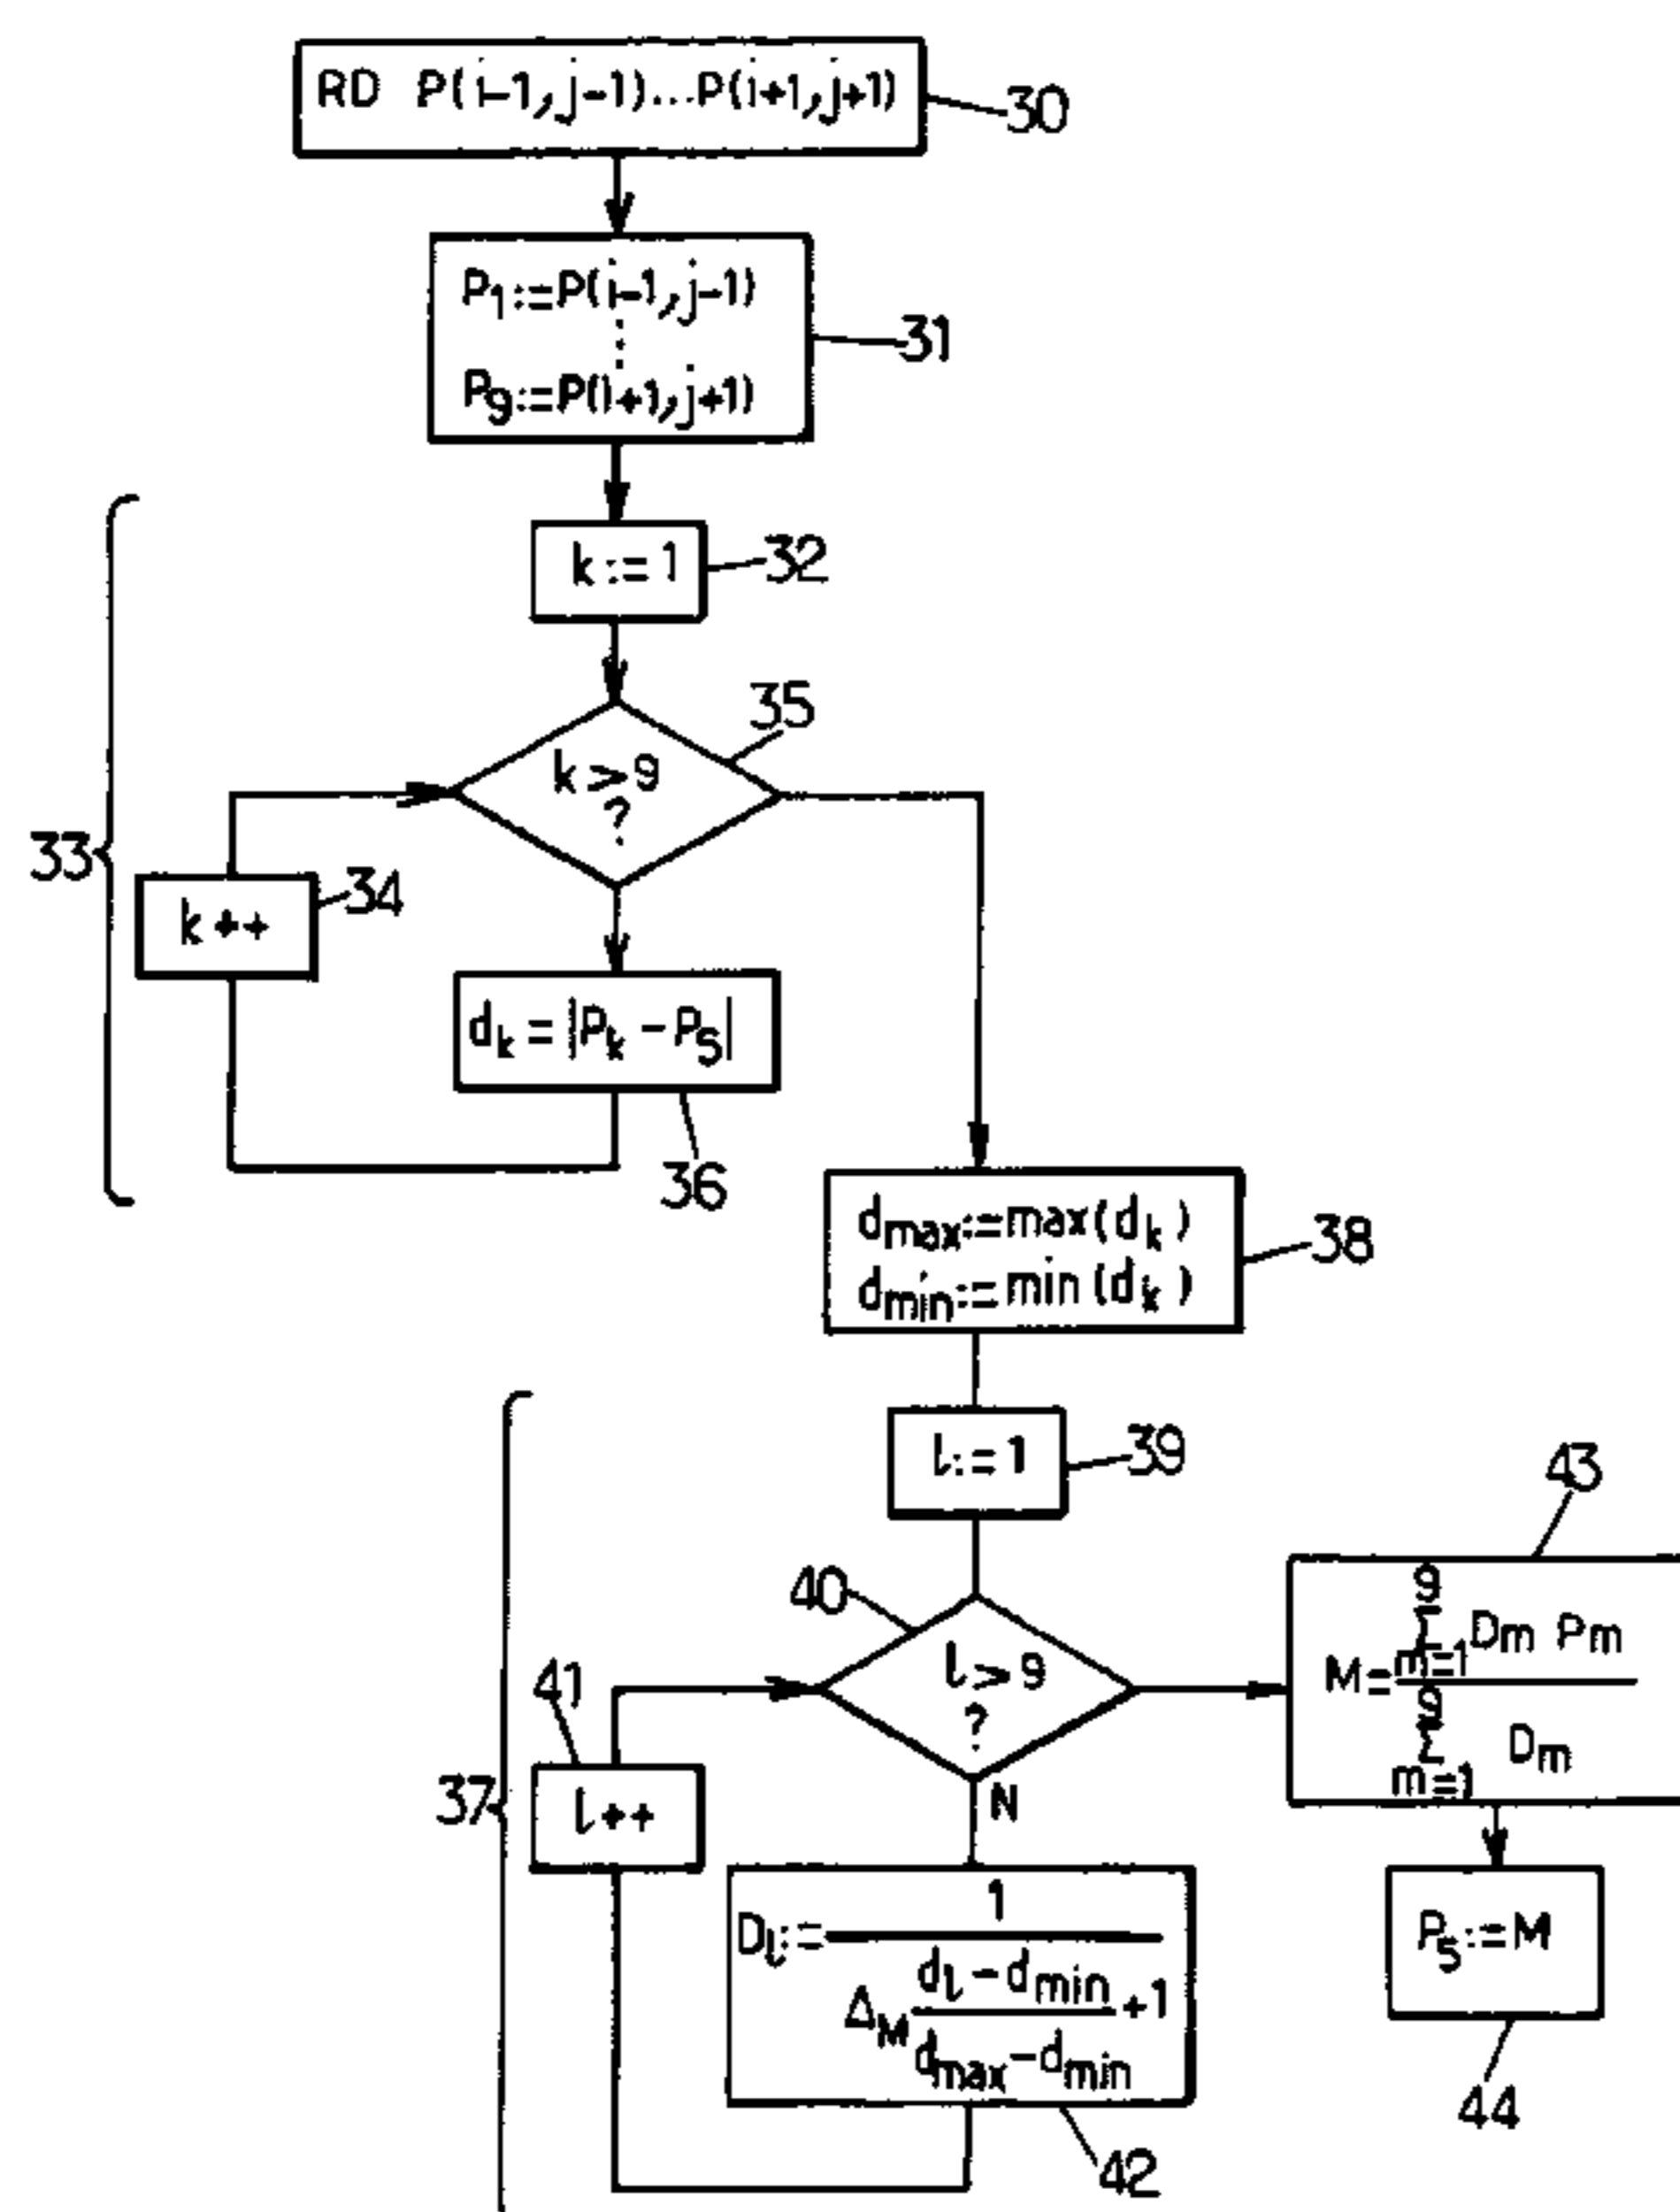 RD P(i-1,j-1)...P(i+1,j+1)
30
P1:=P(i-1,j-1)
⋮
P9:=P(i+1,j+1)
31
k:=1
32
33
35
k>9
?
34
k++
dk=|Pk-P5|
36
dmax:=max(dk)
dmin:=min(dk)
38
l:=1
39
37
40
l>9
?
N
41
l++
43
M=
9
Σ Dm Pm
m=1
9
Σ Dm
m=1
Dl:=
1
ΔM
dl-dmin
+1
dmax-dmin
42
P5:=M
44